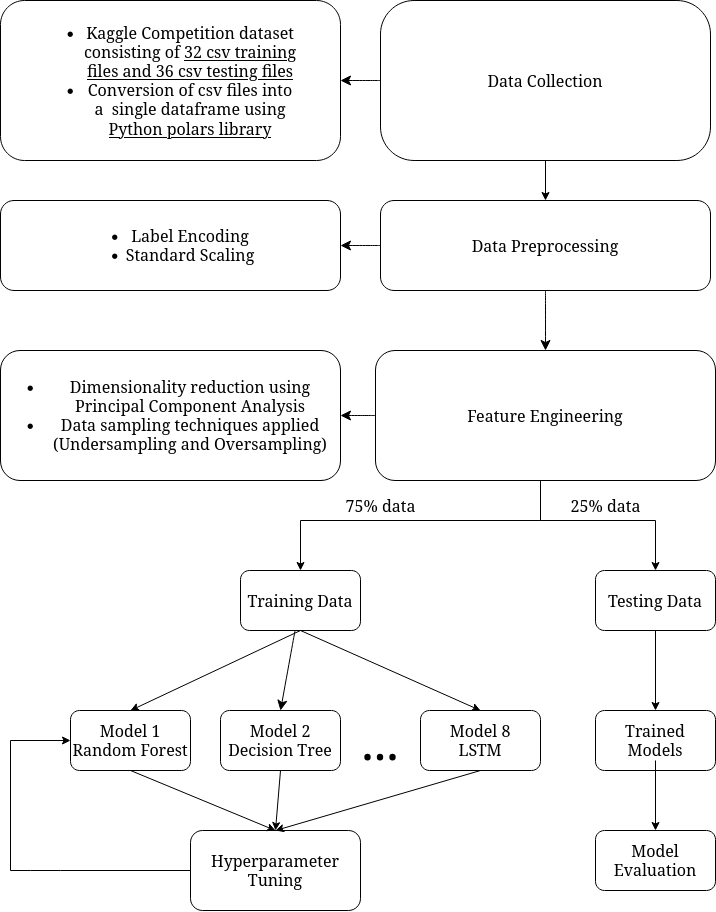 • Kaggle Competition dataset
consisting of 32 csv training
files and 36 csv testing files
• Conversion of csv files into
a single dataframe using
Python polars library
Data Collection
• Label Encoding
• Standard Scaling
Data Preprocessing
• Dimensionality reduction using
Principal Component Analysis
• Data sampling techniques applied
(Undersampling and Oversampling)
Feature Engineering
75% data
25% data
Training Data
Testing Data
Model 1
Random Forest
Model 2
Decision Tree
•••
Model 8
LSTM
Trained
Models
Hyperparameter
Tuning
Model
Evaluation